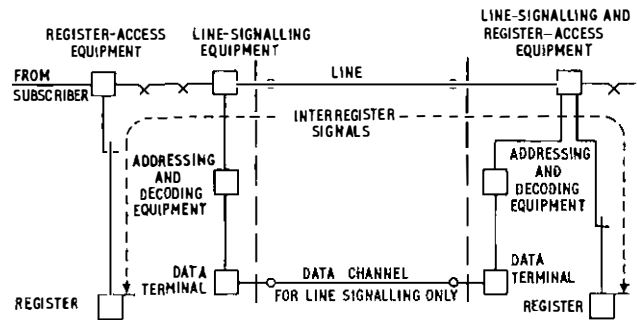 REGISTER-ACCESS
EQUIPMENT
LINE-SIGNALLING
EQUIPMENT
LINE-SIGNALLING AND
REGISTER-ACCESS
EQUIPMENT
FROM
SUBSCRIBER
LINE
INTERREGISTER
SIGNALS
ADDRESSING
AND
DECODING
EQUIPMENT
ADDRESSING
AND
DECODING
EQUIPMENT
DATA
TERMINAL
DATA CHANNEL
FOR LINE SIGNALLING ONLY
DATA
TERMINAL
REGISTER
REGISTER